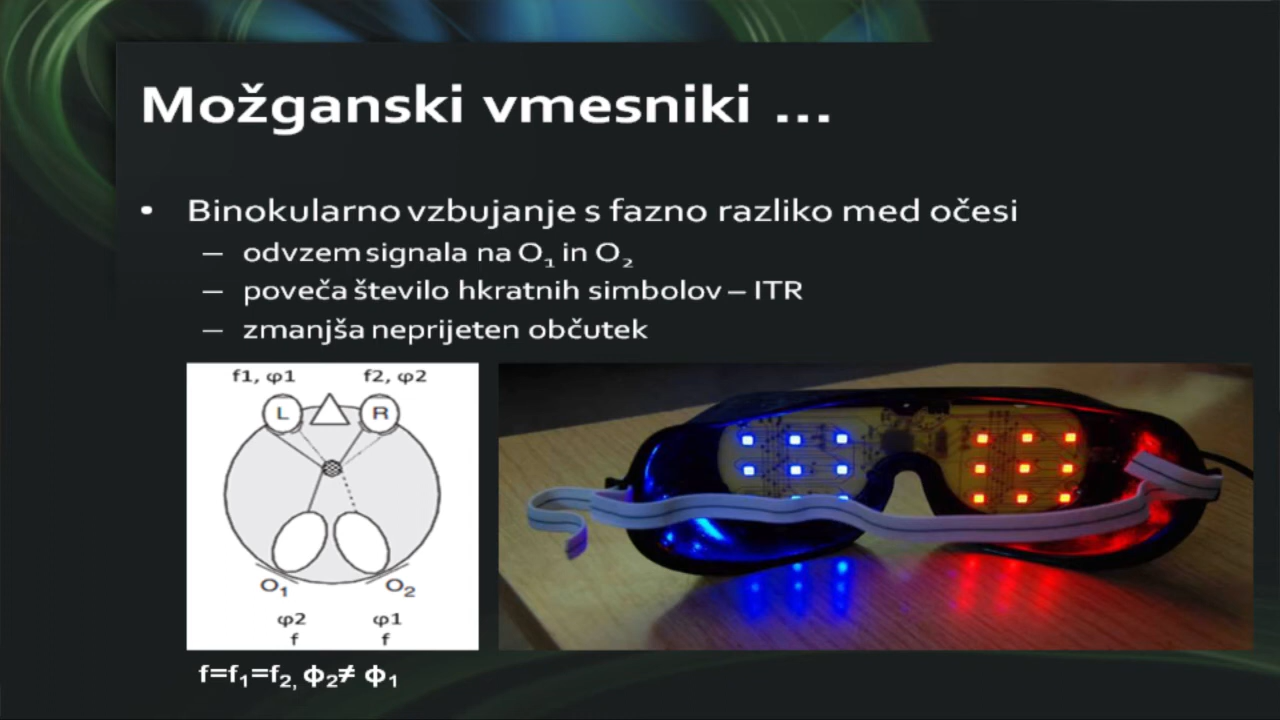 Možganski vmesniki ...
• Binokularno vzbujanje s fazno razliko med očesi
– odvzem signala na O₁ in O₂
– poveča število hkratnih simbolov – ITR
– zmanjša neprijeten občutek
f1, φ1 f2, φ2
L R
O₁ O₂
φ2 φ1
f f
f=f₁=f₂, ϕ₂≠ ϕ₁